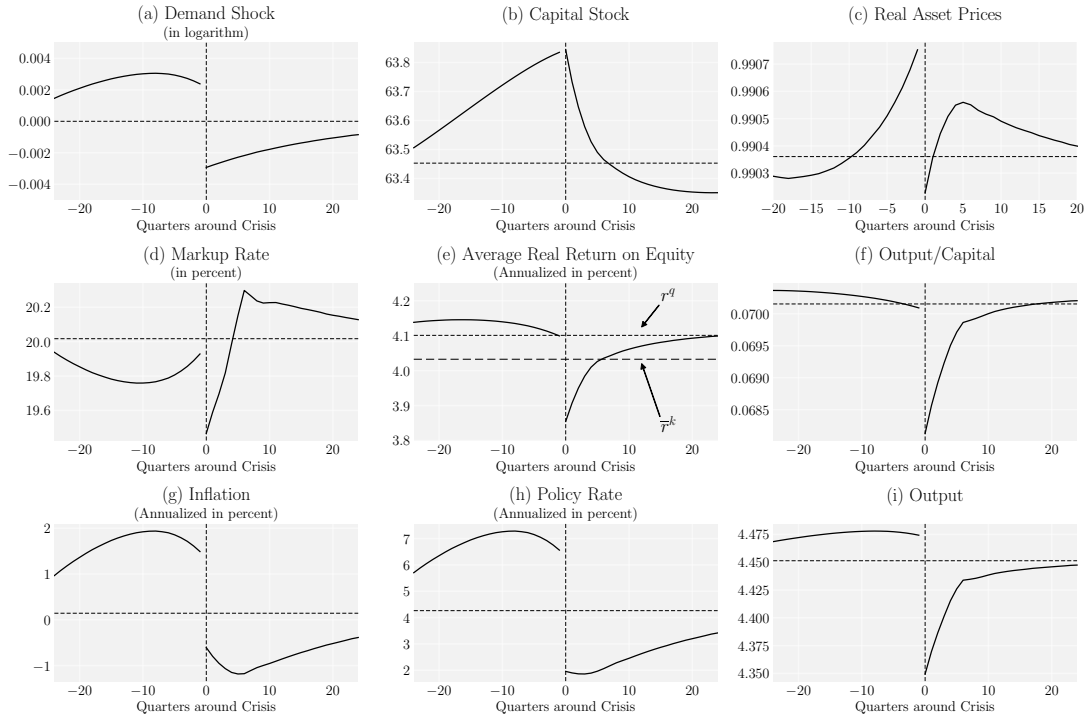 (a) Demand Shock
(in logarithm)
0.004
0.002
0.000
−0.002
−0.004
−20 −10 0 10 20
Quarters around Crisis
(b) Capital Stock
63.8
63.7
63.6
63.5
63.4
−20 −10 0 10 20
Quarters around Crisis
(c) Real Asset Prices
0.9907
0.9906
0.9905
0.9904
0.9903
−20 −15 −10 −5 0 5 10 15 20
Quarters around Crisis
(d) Markup Rate
(in percent)
20.2
20.0
19.8
19.6
−20 −10 0 10 20
Quarters around Crisis
(e) Average Real Return on Equity
(Annualized in percent)
4.2
4.1
4.0
3.9
3.8
r^q
r̅^k
−20 −10 0 10 20
Quarters around Crisis
(f) Output/Capital
0.0700
0.0695
0.0690
0.0685
−20 −10 0 10 20
Quarters around Crisis
(g) Inflation
(Annualized in percent)
2
1
0
−1
−20 −10 0 10 20
Quarters around Crisis
(h) Policy Rate
(Annualized in percent)
7
6
5
4
3
2
−20 −10 0 10 20
Quarters around Crisis
(i) Output
4.475
4.450
4.425
4.400
4.375
4.350
−20 −10 0 10 20
Quarters around Crisis